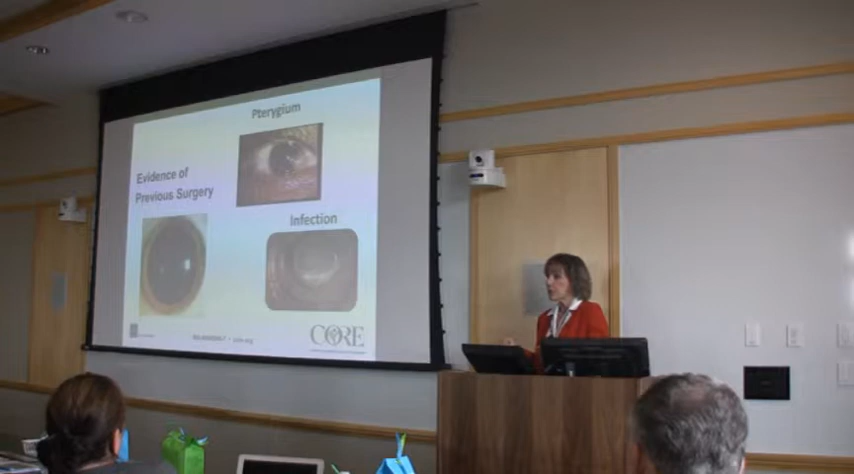 Pterygium
Evidence of
Previous Surgery
Infection
CORE